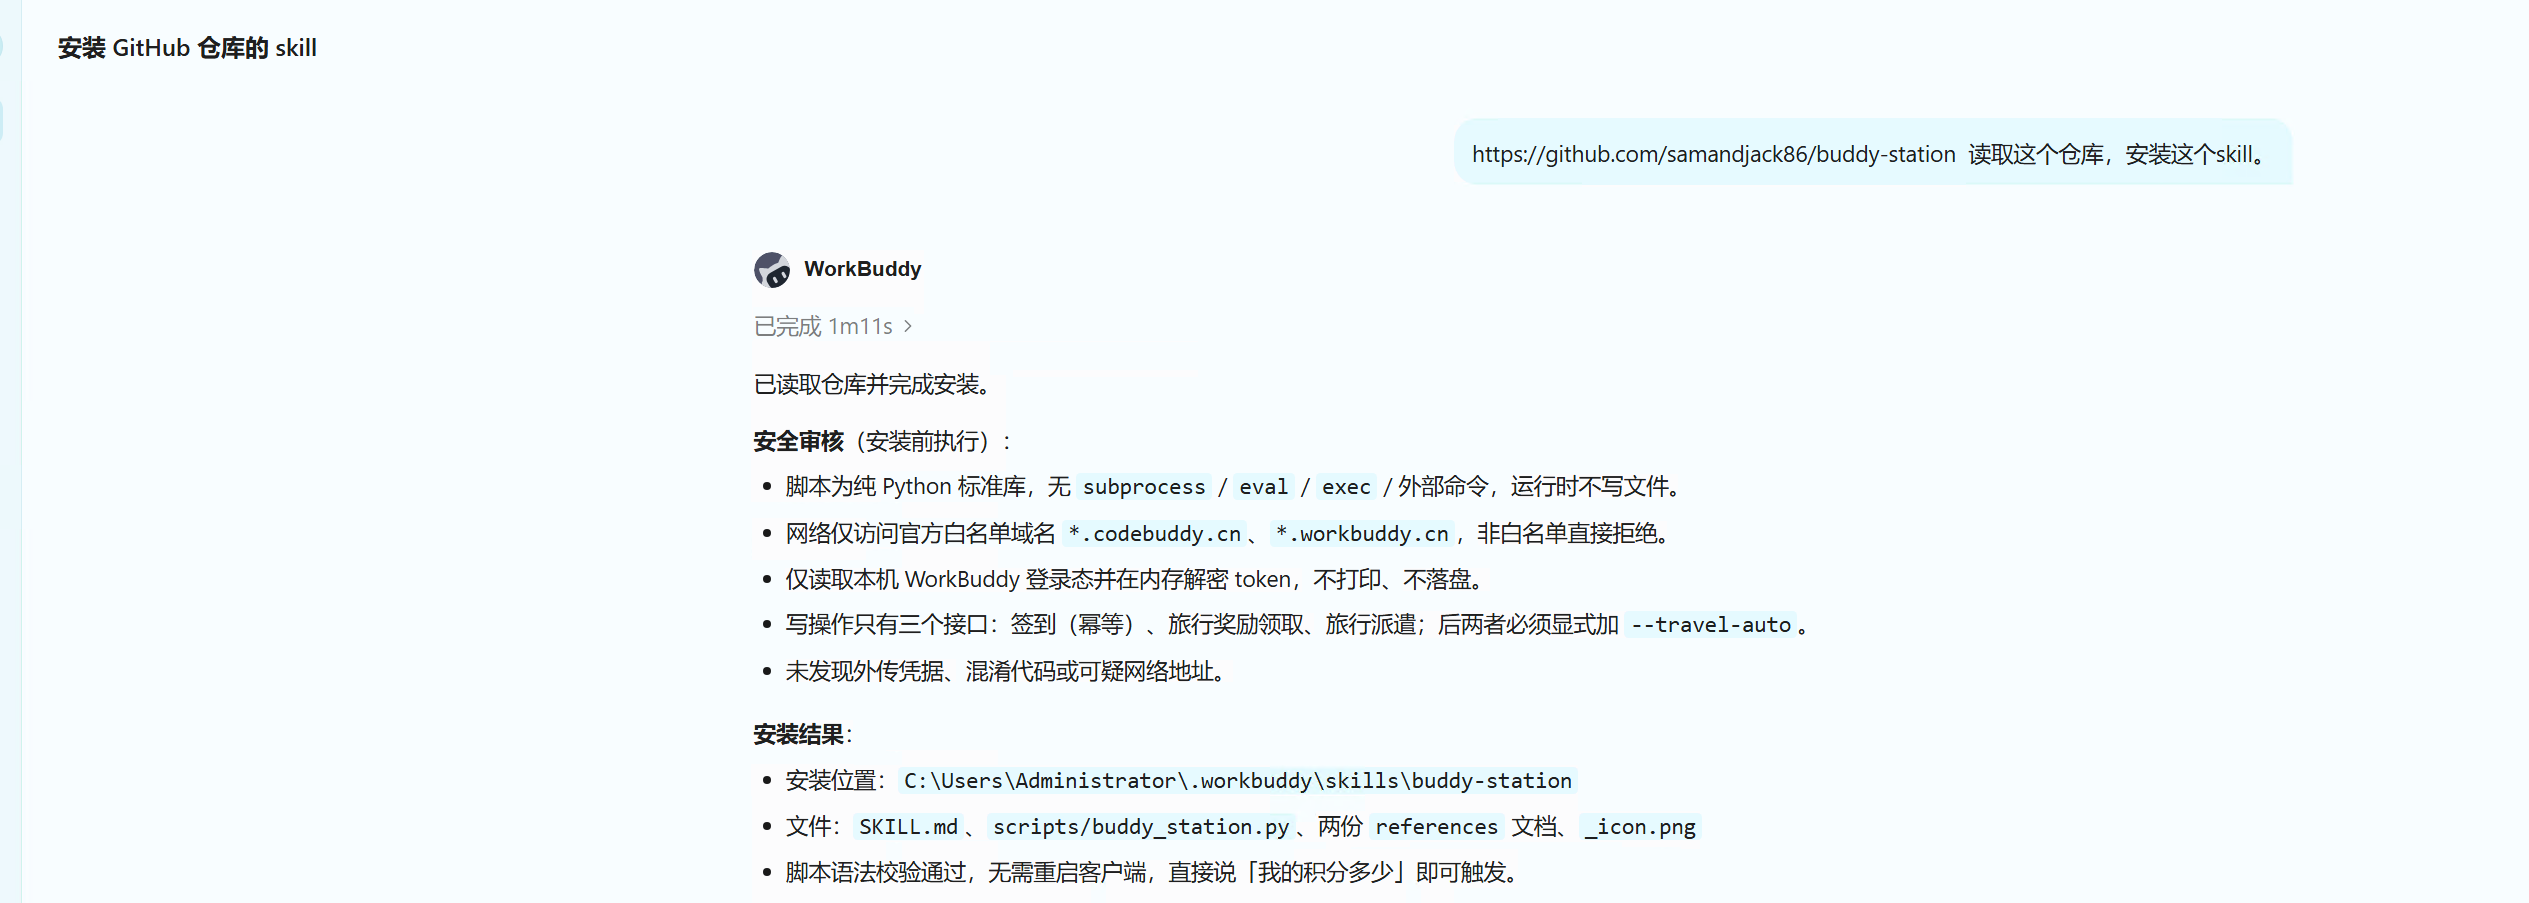 安装 GitHub 仓库的 skill
https://github.com/samandjack86/buddy-station 读取这个仓库，安装这个skill。
WorkBuddy
已完成 1m11s >
已读取仓库并完成安装。
安全审核（安装前执行）：
• 脚本为纯 Python 标准库，无 subprocess / eval / exec / 外部命令，运行时不写文件。
• 网络仅访问官方白名单域名 *.codebuddy.cn、*.workbuddy.cn，非白名单直接拒绝。
• 仅读取本机 WorkBuddy 登录态并在内存解密 token，不打印、不落盘。
• 写操作只有三个接口：签到（幂等）、旅行奖励领取、旅行派遣；后两者必须显式加 --travel-auto。
• 未发现外传凭据、混淆代码或可疑网络地址。
安装结果：
• 安装位置：C:\Users\Administrator\.workbuddy\skills\buddy-station
• 文件：SKILL.md、scripts/buddy_station.py、两份 references 文档、_icon.png
• 脚本语法校验通过，无需重启客户端，直接说「我的积分多少」即可触发。